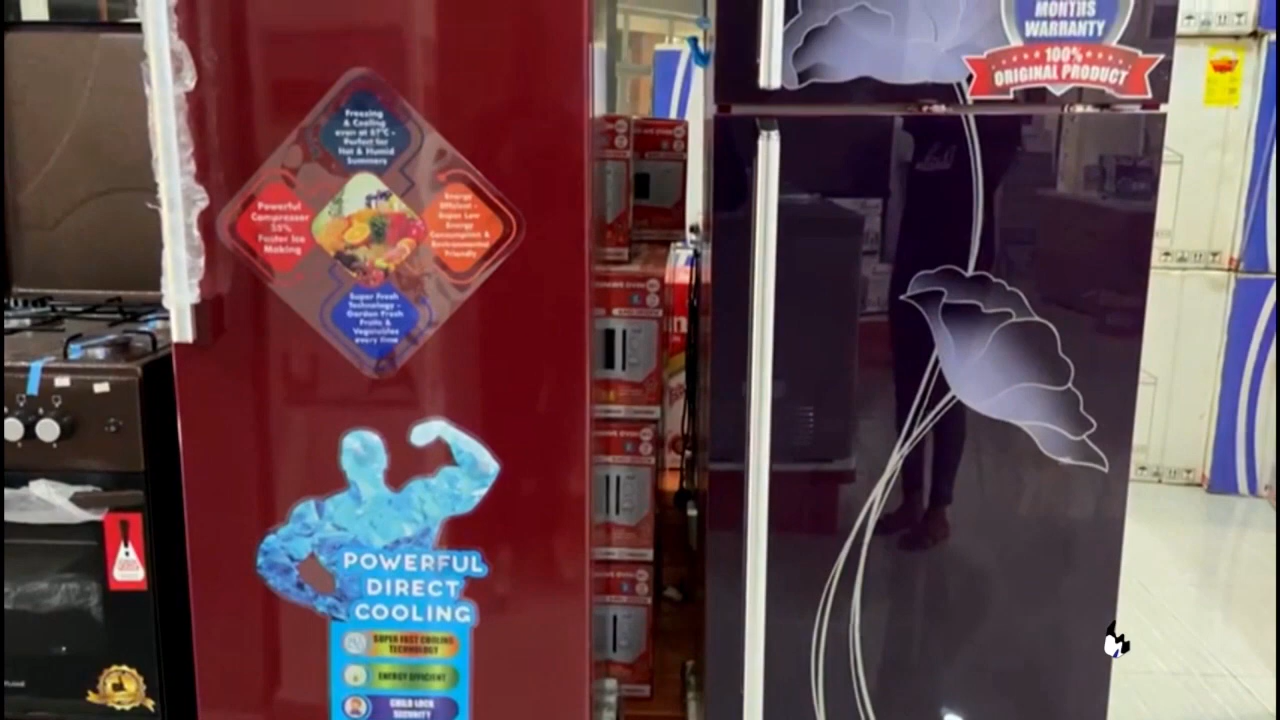 Freezing
& Cooling
even at 57°C -
Perfect for
Hot & Humid
Summers
Powerful
Compressor
55%
Faster Ice
Making
Energy
Efficient -
Super Low
Energy
Consumption &
Environmental
Friendly
Super Fresh
Technology -
Garden Fresh
Fruits &
Vegetables
every time
POWERFUL
DIRECT
COOLING
SUPER FAST COOLING
TECHNOLOGY
ENERGY EFFICIENT
CHILD LOCK
SECURITY
MONTHS
WARRANTY
100%
ORIGINAL PRODUCT